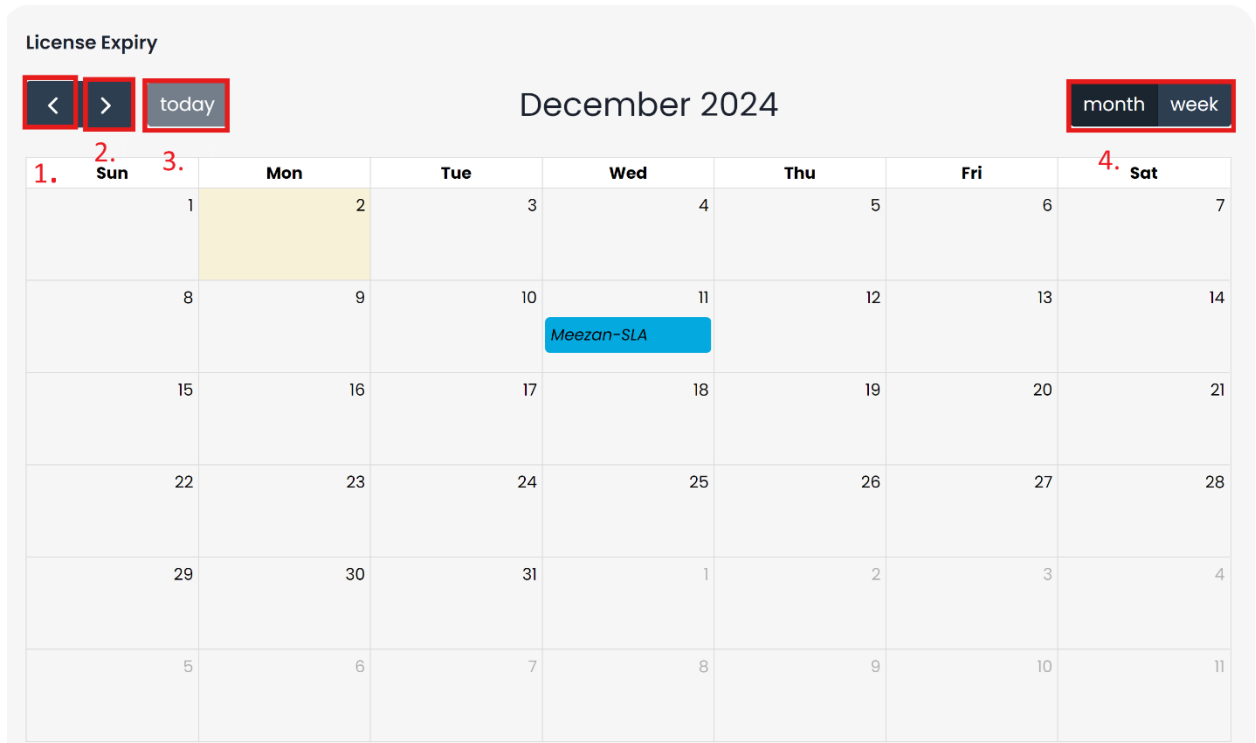 License Expiry
< > today December 2024 month week
1. 2. 3. 4.
Sun Mon Tue Wed Thu Fri Sat
1 2 3 4 5 6 7
8 9 10 11 12 13 14
Meezan-SLA
15 16 17 18 19 20 21
22 23 24 25 26 27 28
29 30 31 1 2 3 4
5 6 7 8 9 10 11